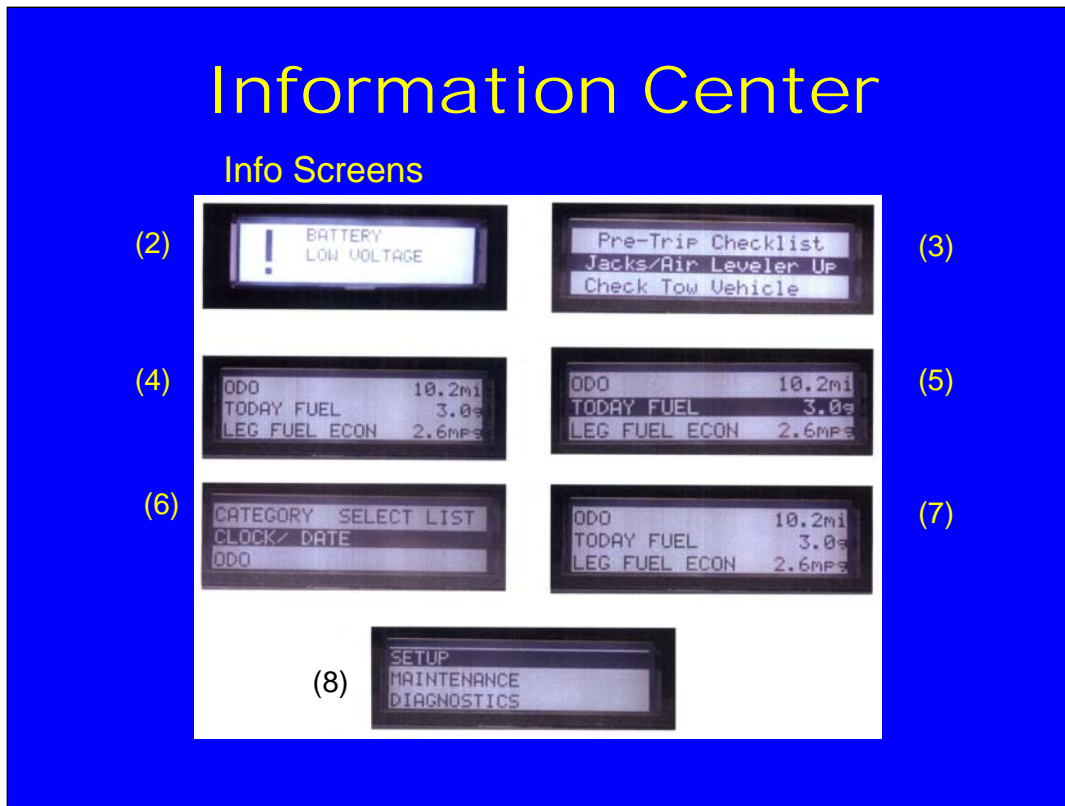 Information Center
Info Screens
(2)
! BATTERY
LOW VOLTAGE
(3)
Pre-Trip Checklist
Jacks/Air Leveler Up
Check Tow Vehicle
(4)
ODO 10.2mi
TODAY FUEL 3.0g
LEG FUEL ECON 2.6mpg
(5)
ODO 10.2mi
TODAY FUEL 3.0g
LEG FUEL ECON 2.6mpg
(6)
CATEGORY SELECT LIST
CLOCK/ DATE
ODO
(7)
ODO 10.2mi
TODAY FUEL 3.0g
LEG FUEL ECON 2.6mpg
(8)
SETUP
MAINTENANCE
DIAGNOSTICS